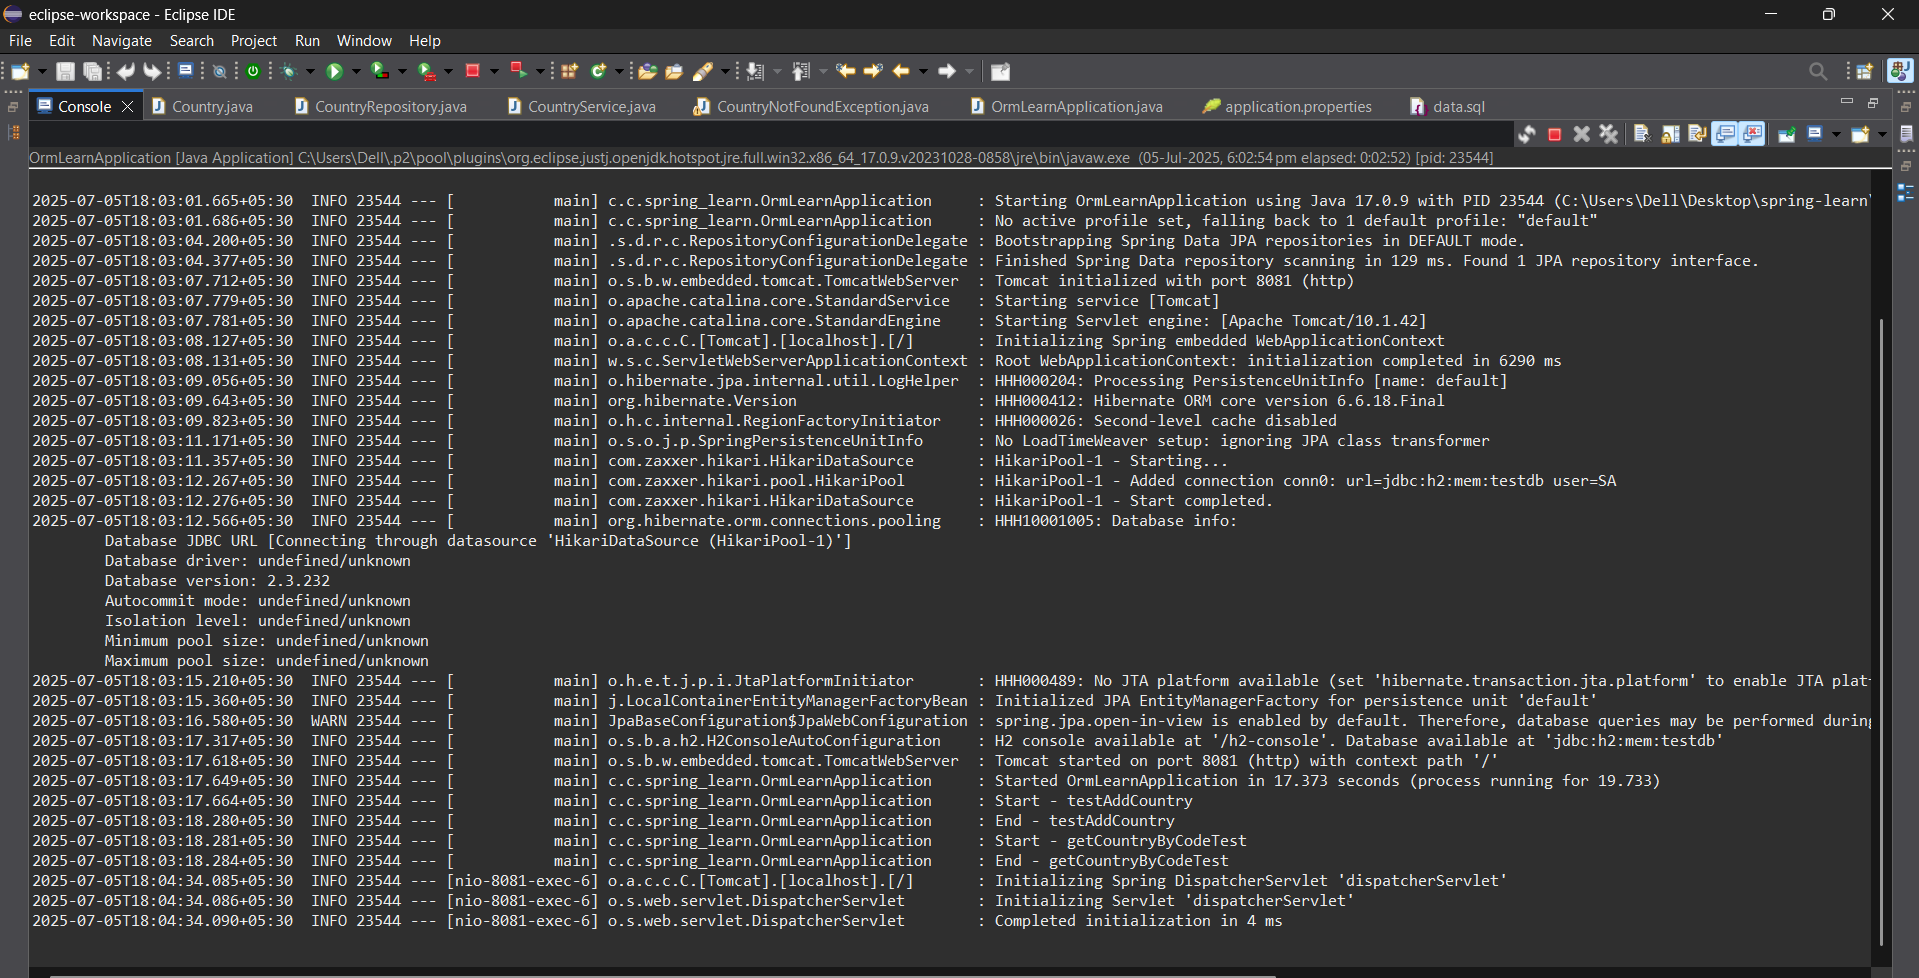 eclipse-workspace - Eclipse IDE
File Edit Navigate Search Project Run Window Help
Console Country.java CountryRepository.java CountryService.java CountryNotFoundException.java OrmLearnApplication.java application.properties data.sql
OrmLearnApplication [Java Application] C:\Users\Dell\.p2\pool\plugins\org.eclipse.justj.openjdk.hotspot.jre.full.win32.x86_64_17.0.9.v20231028-0858\jre\bin\javaw.exe (05-Jul-2025, 6:02:54 pm elapsed: 0:02:52) [pid: 23544]
2025-07-05T18:03:01.665+05:30 INFO 23544 --- [ main] c.c.spring_learn.OrmLearnApplication : Starting OrmLearnApplication using Java 17.0.9 with PID 23544 (C:\Users\Dell\Desktop\spring-learn\
2025-07-05T18:03:01.686+05:30 INFO 23544 --- [ main] c.c.spring_learn.OrmLearnApplication : No active profile set, falling back to 1 default profile: "default"
2025-07-05T18:03:04.200+05:30 INFO 23544 --- [ main] .s.d.r.c.RepositoryConfigurationDelegate : Bootstrapping Spring Data JPA repositories in DEFAULT mode.
2025-07-05T18:03:04.377+05:30 INFO 23544 --- [ main] .s.d.r.c.RepositoryConfigurationDelegate : Finished Spring Data repository scanning in 129 ms. Found 1 JPA repository interface.
2025-07-05T18:03:07.712+05:30 INFO 23544 --- [ main] o.s.b.w.embedded.tomcat.TomcatWebServer : Tomcat initialized with port 8081 (http)
2025-07-05T18:03:07.779+05:30 INFO 23544 --- [ main] o.apache.catalina.core.StandardService : Starting service [Tomcat]
2025-07-05T18:03:07.781+05:30 INFO 23544 --- [ main] o.apache.catalina.core.StandardEngine : Starting Servlet engine: [Apache Tomcat/10.1.42]
2025-07-05T18:03:08.127+05:30 INFO 23544 --- [ main] o.a.c.c.C.[Tomcat].[localhost].[/] : Initializing Spring embedded WebApplicationContext
2025-07-05T18:03:08.131+05:30 INFO 23544 --- [ main] w.s.c.ServletWebServerApplicationContext : Root WebApplicationContext: initialization completed in 6290 ms
2025-07-05T18:03:09.056+05:30 INFO 23544 --- [ main] o.hibernate.jpa.internal.util.LogHelper : HHH000204: Processing PersistenceUnitInfo [name: default]
2025-07-05T18:03:09.643+05:30 INFO 23544 --- [ main] org.hibernate.Version : HHH000412: Hibernate ORM core version 6.6.18.Final
2025-07-05T18:03:09.823+05:30 INFO 23544 --- [ main] o.h.c.internal.RegionFactoryInitiator : HHH000026: Second-level cache disabled
2025-07-05T18:03:11.171+05:30 INFO 23544 --- [ main] o.s.o.j.p.SpringPersistenceUnitInfo : No LoadTimeWeaver setup: ignoring JPA class transformer
2025-07-05T18:03:11.357+05:30 INFO 23544 --- [ main] com.zaxxer.hikari.HikariDataSource : HikariPool-1 - Starting...
2025-07-05T18:03:12.267+05:30 INFO 23544 --- [ main] com.zaxxer.hikari.pool.HikariPool : HikariPool-1 - Added connection conn0: url=jdbc:h2:mem:testdb user=SA
2025-07-05T18:03:12.276+05:30 INFO 23544 --- [ main] com.zaxxer.hikari.HikariDataSource : HikariPool-1 - Start completed.
2025-07-05T18:03:12.566+05:30 INFO 23544 --- [ main] org.hibernate.orm.connections.pooling : HHH10001005: Database info:
Database JDBC URL [Connecting through datasource 'HikariDataSource (HikariPool-1)']
Database driver: undefined/unknown
Database version: 2.3.232
Autocommit mode: undefined/unknown
Isolation level: undefined/unknown
Minimum pool size: undefined/unknown
Maximum pool size: undefined/unknown
2025-07-05T18:03:15.210+05:30 INFO 23544 --- [ main] o.h.e.t.j.p.i.JtaPlatformInitiator : HHH000489: No JTA platform available (set 'hibernate.transaction.jta.platform' to enable JTA plat
2025-07-05T18:03:15.360+05:30 INFO 23544 --- [ main] j.LocalContainerEntityManagerFactoryBean : Initialized JPA EntityManagerFactory for persistence unit 'default'
2025-07-05T18:03:16.580+05:30 WARN 23544 --- [ main] JpaBaseConfiguration$JpaWebConfiguration : spring.jpa.open-in-view is enabled by default. Therefore, database queries may be performed during
2025-07-05T18:03:17.317+05:30 INFO 23544 --- [ main] o.s.b.a.h2.H2ConsoleAutoConfiguration : H2 console available at '/h2-console'. Database available at 'jdbc:h2:mem:testdb'
2025-07-05T18:03:17.618+05:30 INFO 23544 --- [ main] o.s.b.w.embedded.tomcat.TomcatWebServer : Tomcat started on port 8081 (http) with context path '/'
2025-07-05T18:03:17.649+05:30 INFO 23544 --- [ main] c.c.spring_learn.OrmLearnApplication : Started OrmLearnApplication in 17.373 seconds (process running for 19.733)
2025-07-05T18:03:17.664+05:30 INFO 23544 --- [ main] c.c.spring_learn.OrmLearnApplication : Start - testAddCountry
2025-07-05T18:03:18.280+05:30 INFO 23544 --- [ main] c.c.spring_learn.OrmLearnApplication : End - testAddCountry
2025-07-05T18:03:18.281+05:30 INFO 23544 --- [ main] c.c.spring_learn.OrmLearnApplication : Start - getCountryByCodeTest
2025-07-05T18:03:18.284+05:30 INFO 23544 --- [ main] c.c.spring_learn.OrmLearnApplication : End - getCountryByCodeTest
2025-07-05T18:04:34.085+05:30 INFO 23544 --- [nio-8081-exec-6] o.a.c.c.C.[Tomcat].[localhost].[/] : Initializing Spring DispatcherServlet 'dispatcherServlet'
2025-07-05T18:04:34.086+05:30 INFO 23544 --- [nio-8081-exec-6] o.s.web.servlet.DispatcherServlet : Initializing Servlet 'dispatcherServlet'
2025-07-05T18:04:34.090+05:30 INFO 23544 --- [nio-8081-exec-6] o.s.web.servlet.DispatcherServlet : Completed initialization in 4 ms